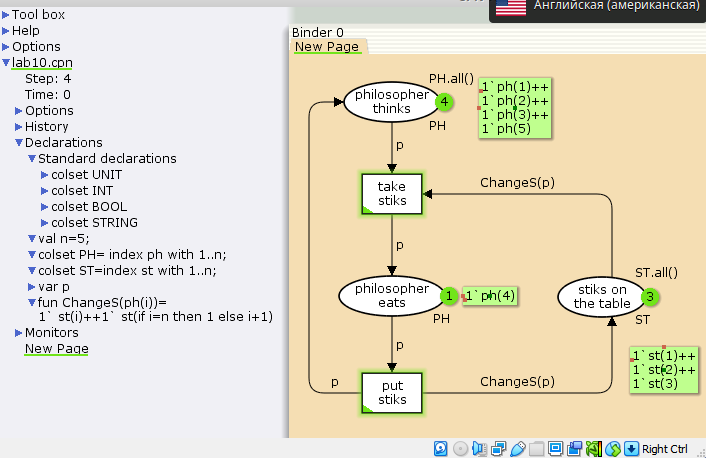 Английская (американская)
Tool box
Help
Options
lab10.cpn
Step: 4
Time: 0
Options
History
Declarations
Standard declarations
colset UNIT
colset INT
colset BOOL
colset STRING
val n=5;
colset PH= index ph with 1..n;
colset ST=index st with 1..n;
var p
fun ChangeS(ph(i))=
1` st(i)++1` st(if i=n then 1 else i+1)
Monitors
New Page
Binder 0
New Page
PH.all()
philosopher
thinks
4
PH
1`ph(1)++
1`ph(2)++
1`ph(3)++
1`ph(5)
p
take
stiks
ChangeS(p)
p
philosopher
eats
1
1`ph(4)
PH
ST.all()
stiks on
the table
3
ST
p
p
put
stiks
ChangeS(p)
1`st(1)++
1`st(2)++
1`st(3)
Right Ctrl